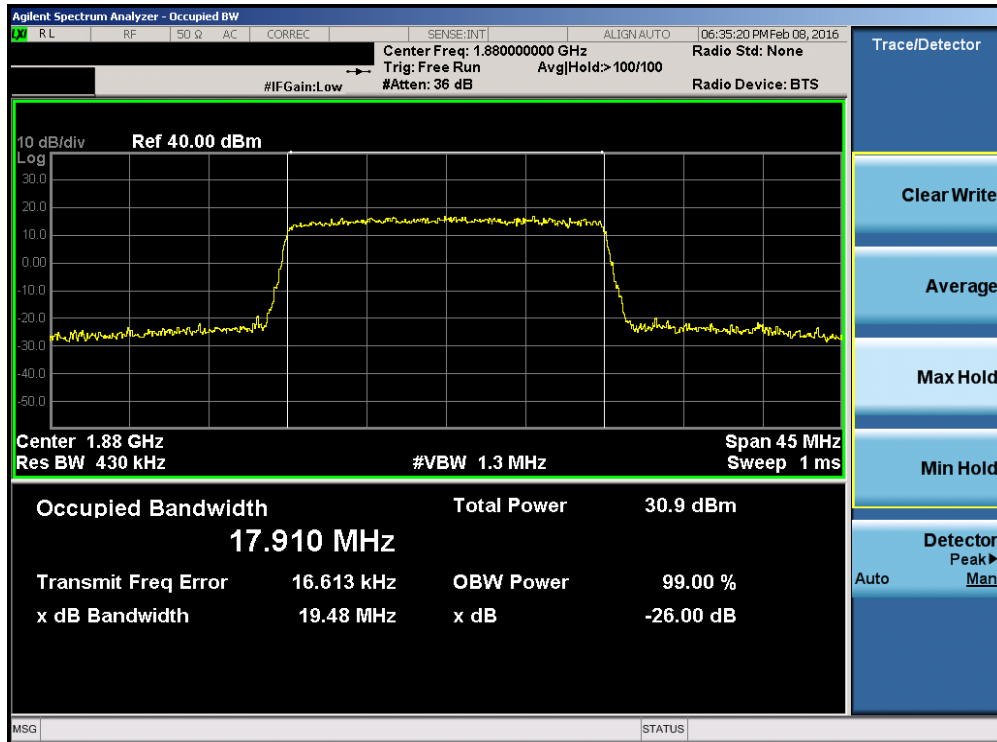 Agilent Spectrum Analyzer - Occupied BW
LXI RL RF 50 Ω AC CORREC SENSE:INT ALIGN AUTO 06:35:20 PM Feb 08, 2016
Center Freq: 1.880000000 GHz Radio Std: None
Trig: Free Run Avg|Hold:> 100/100
#IFGain:Low #Atten: 36 dB Radio Device: BTS
Trace/Detector
10 dB/div Ref 40.00 dBm
Log
30.0
20.0
10.0
0.00
-10.0
-20.0
-30.0
-40.0
-50.0
Center 1.88 GHz Span 45 MHz
Res BW 430 kHz #VBW 1.3 MHz Sweep 1 ms
Occupied Bandwidth Total Power 30.9 dBm
17.910 MHz
Transmit Freq Error 16.613 kHz OBW Power 99.00 %
x dB Bandwidth 19.48 MHz x dB -26.00 dB
Clear Write
Average
Max Hold
Min Hold
Detector
Peak▶
Auto Man
MSG STATUS